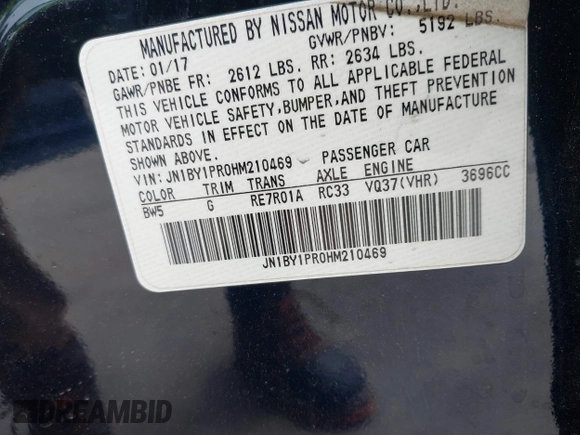 MANUFACTURED BY NISSAN MOTOR CO., LTD.
DATE: 01/17 GVWR/PNBV: 5192 LBS.
GAWR/PNBE FR: 2612 LBS. RR: 2634 LBS.
THIS VEHICLE CONFORMS TO ALL APPLICABLE FEDERAL
MOTOR VEHICLE SAFETY, BUMPER, AND THEFT PREVENTION
STANDARDS IN EFFECT ON THE DATE OF MANUFACTURE
SHOWN ABOVE.
VIN: JN1BY1PR0HM210469 PASSENGER CAR
COLOR TRIM TRANS AXLE ENGINE
BW5 G RE7R01A RC33 VQ37(VHR) 3696CC
JN1BY1PR0HM210469
DREAMBID